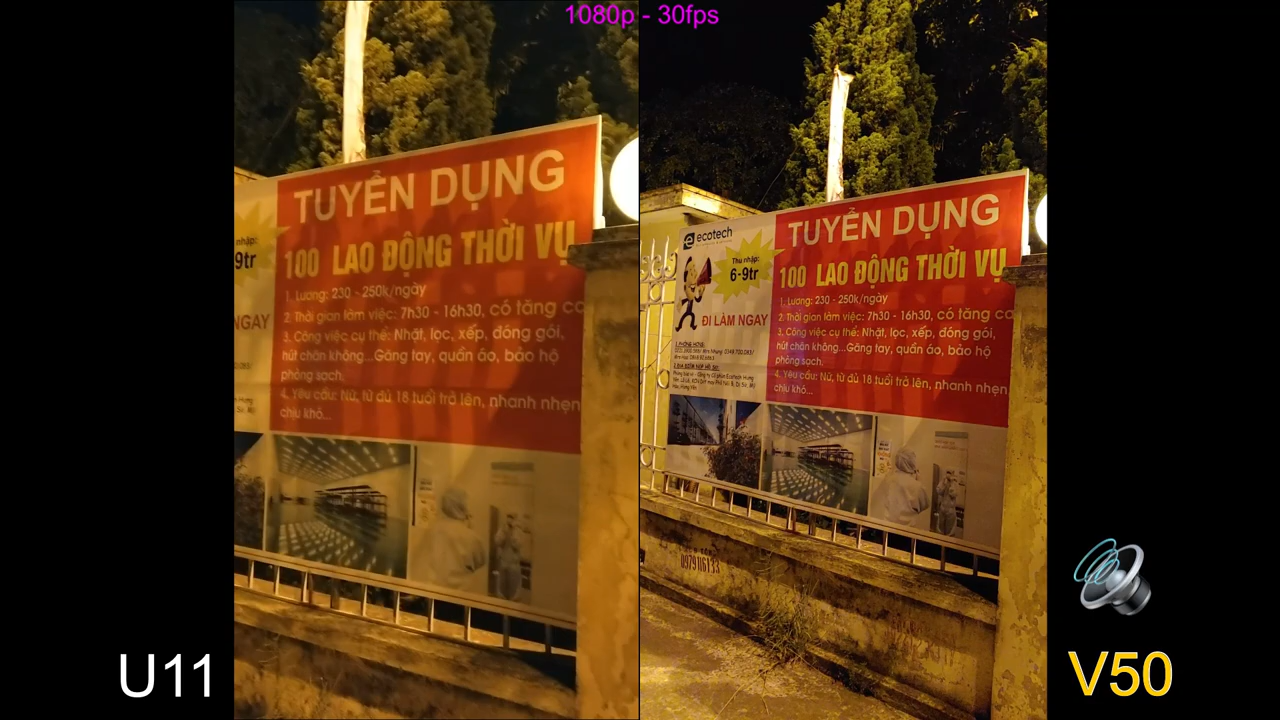 1080p - 30fps
TUYỂN DỤNG
100 LAO ĐỘNG THỜI VỤ
9tr
NGAY
1. Lương: 230 - 250k/ngày
2. Thời gian làm việc: 7h30 - 16h30, có tăng ca
3. Công việc cụ thể: Nhặt, lọc, xếp, đóng gói,
hút chân không...Găng tay, quần áo, bảo hộ
phòng sạch.
4. Yêu cầu: Nữ, từ đủ 18 tuổi trở lên, nhanh nhẹn
chịu khó...
U11
ecotech
Thu nhập:
6-9tr
ĐI LÀM NGAY
TUYỂN DỤNG
100 LAO ĐỘNG THỜI VỤ
1. Lương: 230 - 250k/ngày
2. Thời gian làm việc: 7h30 - 16h30, có tăng ca
3. Công việc cụ thể: Nhặt, lọc, xếp, đóng gói,
hút chân không...Găng tay, quần áo, bảo hộ
phòng sạch.
4. Yêu cầu: Nữ, từ đủ 18 tuổi trở lên, nhanh nhẹn
chịu khó...
0979116133
V50